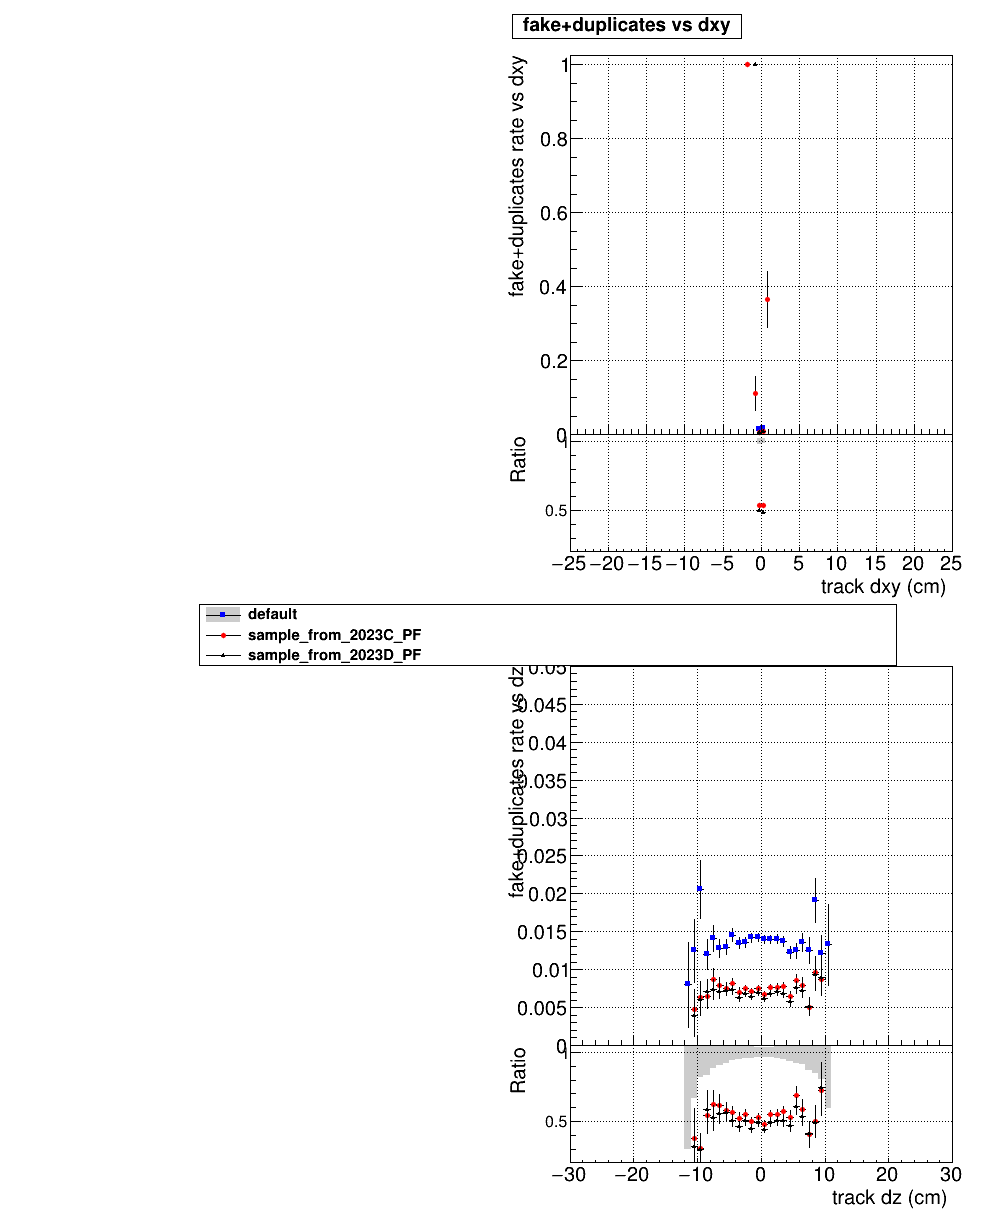 fake+duplicates vs dxy
fake+duplicates rate vs dxy
1
0.8
0.6
0.4
0.2
0
Ratio
1
0.5
−25 −20 −15 −10 −5 0 5 10 15 20 25
track dxy (cm)
default
sample_from_2023C_PF
sample_from_2023D_PF
fake+duplicates rate vs dz
0.05
0.045
0.04
0.035
0.03
0.025
0.02
0.015
0.01
0.005
0
Ratio
1
0.5
−30 −20 −10 0 10 20 30
track dz (cm)